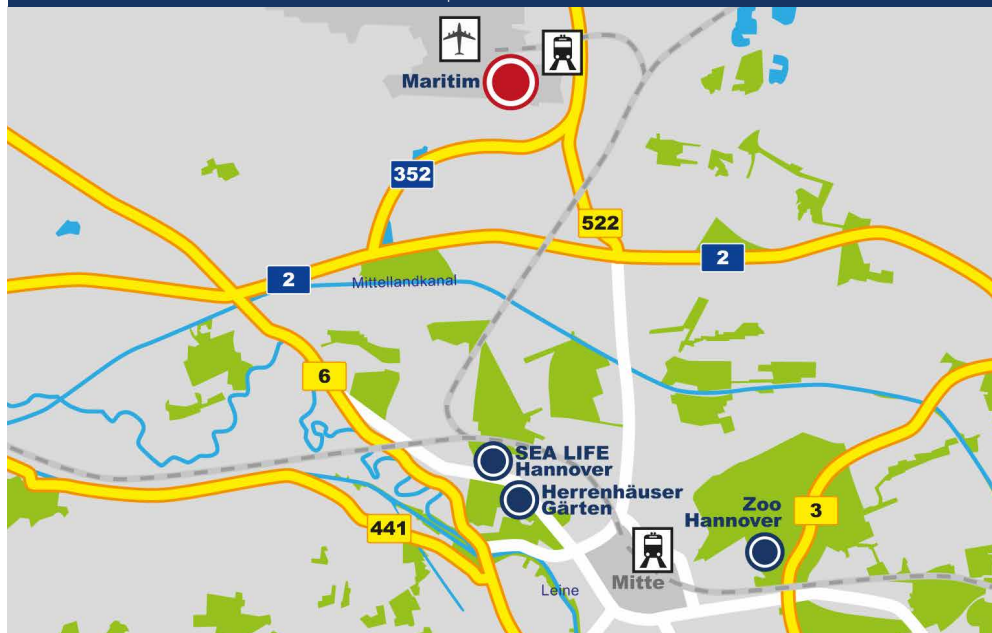 Maritim
352
522
2
2
Mittellandkanal
6
SEA LIFE
Hannover
Herrenhäuser
Gärten
Zoo
Hannover
3
441
Mitte
Leine